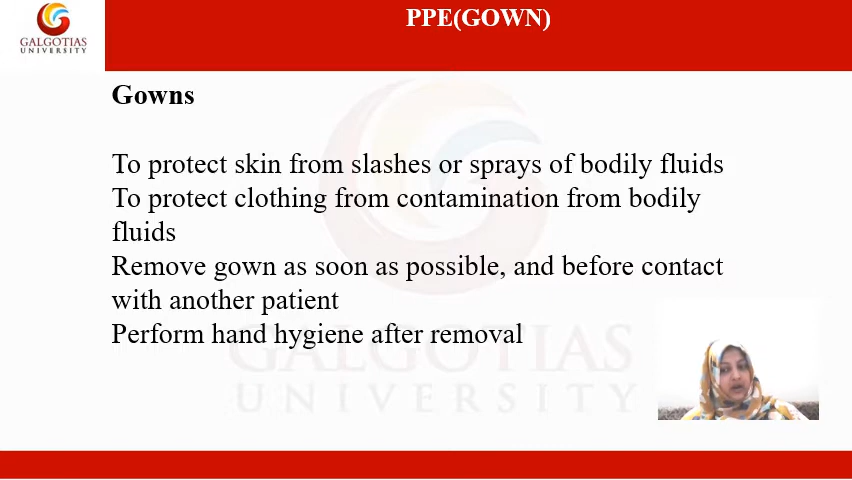 PPE(GOWN)
GALGOTIAS
UNIVERSITY
Gowns
To protect skin from slashes or sprays of bodily fluids
To protect clothing from contamination from bodily
fluids
Remove gown as soon as possible, and before contact
with another patient
Perform hand hygiene after removal
GALGOTIAS
UNIVERSITY